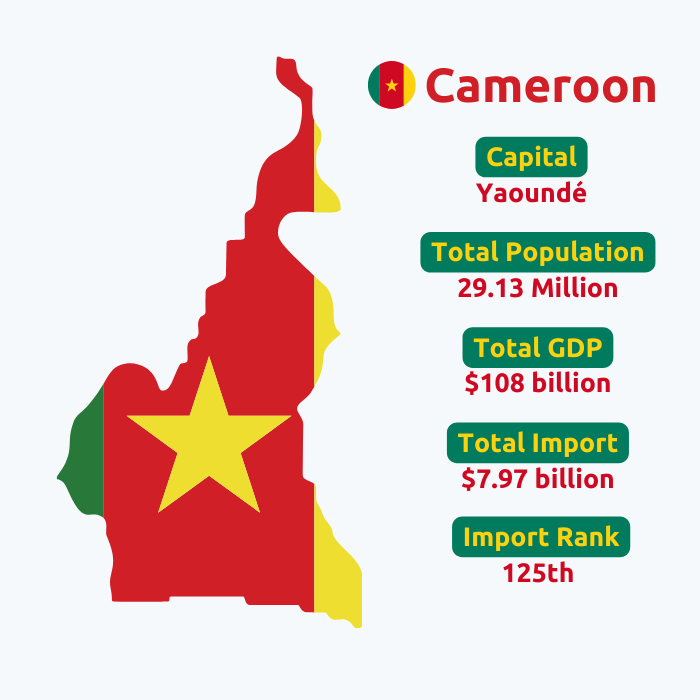 Cameroon
Capital
Yaoundé
Total Population
29.13 Million
Total GDP
$108 billion
Total Import
$7.97 billion
Import Rank
125th